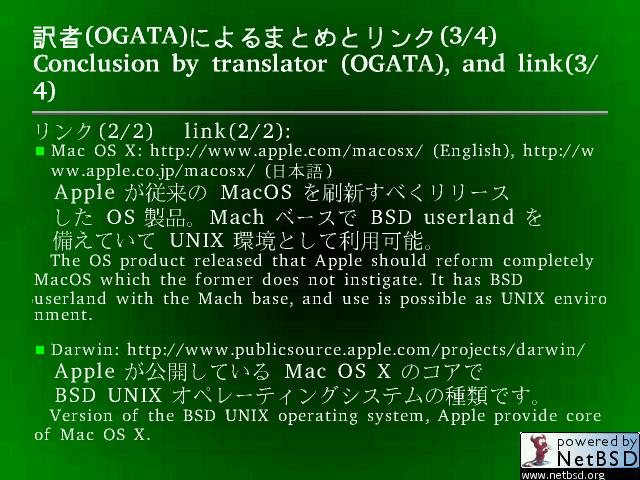 訳者(OGATA)によるまとめとリンク(3/4)
Conclusion by translator (OGATA), and link(3/
4)
リンク(2/2) link(2/2):
Mac OS X: http://www.apple.com/macosx/ (English), http://w
ww.apple.co.jp/macosx/ (日本語)
Apple が従来の MacOS を刷新すべくリリース
した OS 製品。Mach ベースで BSD userland を
備えていて UNIX 環境として利用可能。
The OS product released that Apple should reform completely
MacOS which the former does not instigate. It has BSD
userland with the Mach base, and use is possible as UNIX enviro
nment.
Darwin: http://www.publicsource.apple.com/projects/darwin/
Apple が公開している Mac OS X のコアで
BSD UNIX オペレーティングシステムの種類です。
Version of the BSD UNIX operating system, Apple provide core
of Mac OS X.
powered by
NetBSD
www.netbsd.org